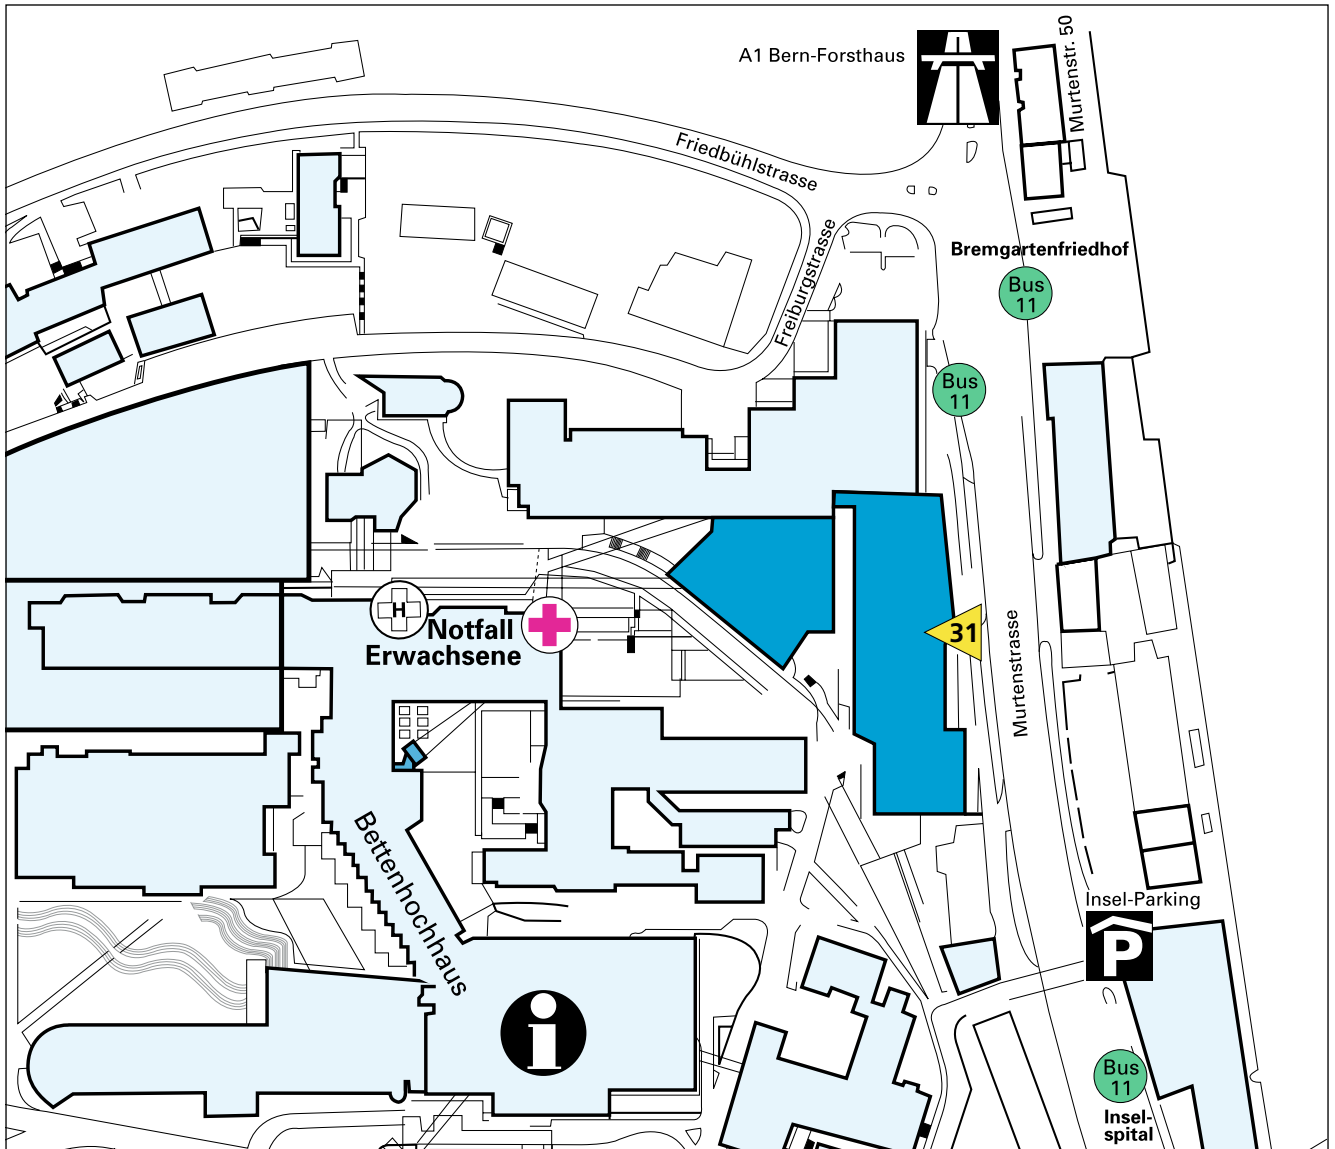 Murtenstr. 50
A1 Bern-Forsthaus
Friedbühlstrasse
Freiburgstrasse
Bremgartenfriedhof
Bus
11
Bus
11
H
Notfall
Erwachsene
31
Murtenstrasse
Bettenhochhaus
Insel-Parking
P
i
Bus
11
Insel-
spital